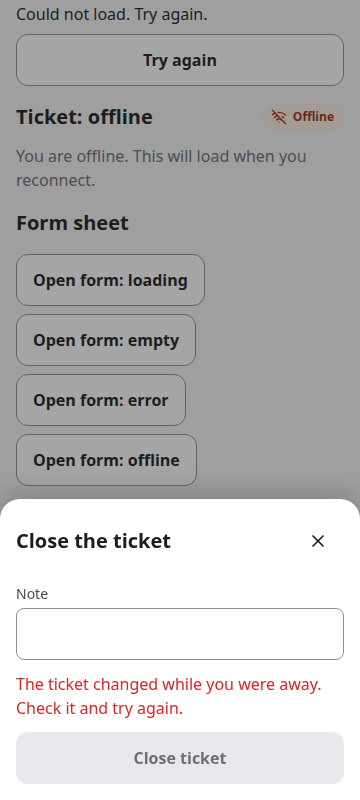 Could not load. Try again.
Try again
Ticket: offline
Offline
You are offline. This will load when you
reconnect.
Form sheet
Open form: loading
Open form: empty
Open form: error
Open form: offline
Close the ticket
Note
The ticket changed while you were away.
Check it and try again.
Close ticket